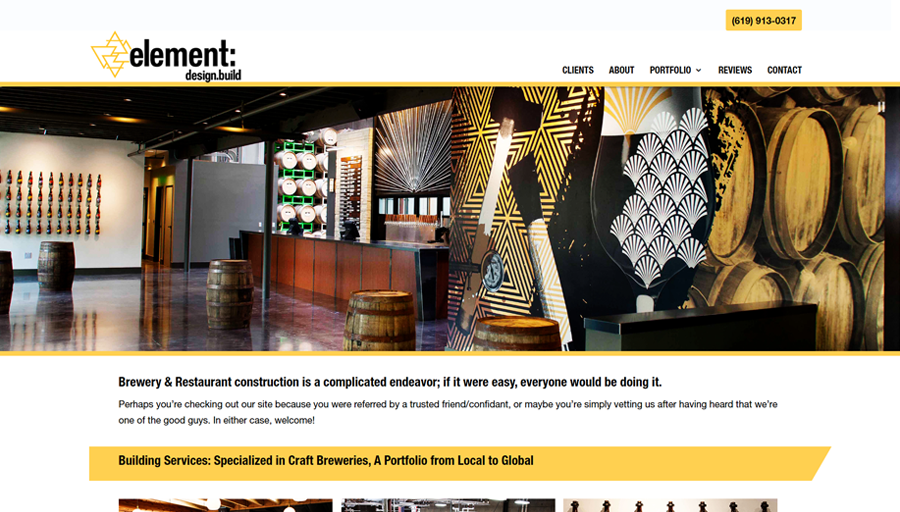 (619) 913-0317
element:
design.build
CLIENTS ABOUT PORTFOLIO REVIEWS CONTACT
Brewery & Restaurant construction is a complicated endeavor; if it were easy, everyone would be doing it.
Perhaps you're checking out our site because you were referred by a trusted friend/confidant, or maybe you're simply vetting us after having heard that we're
one of the good guys. In either case, welcome!
Building Services: Specialized in Craft Breweries, A Portfolio from Local to Global